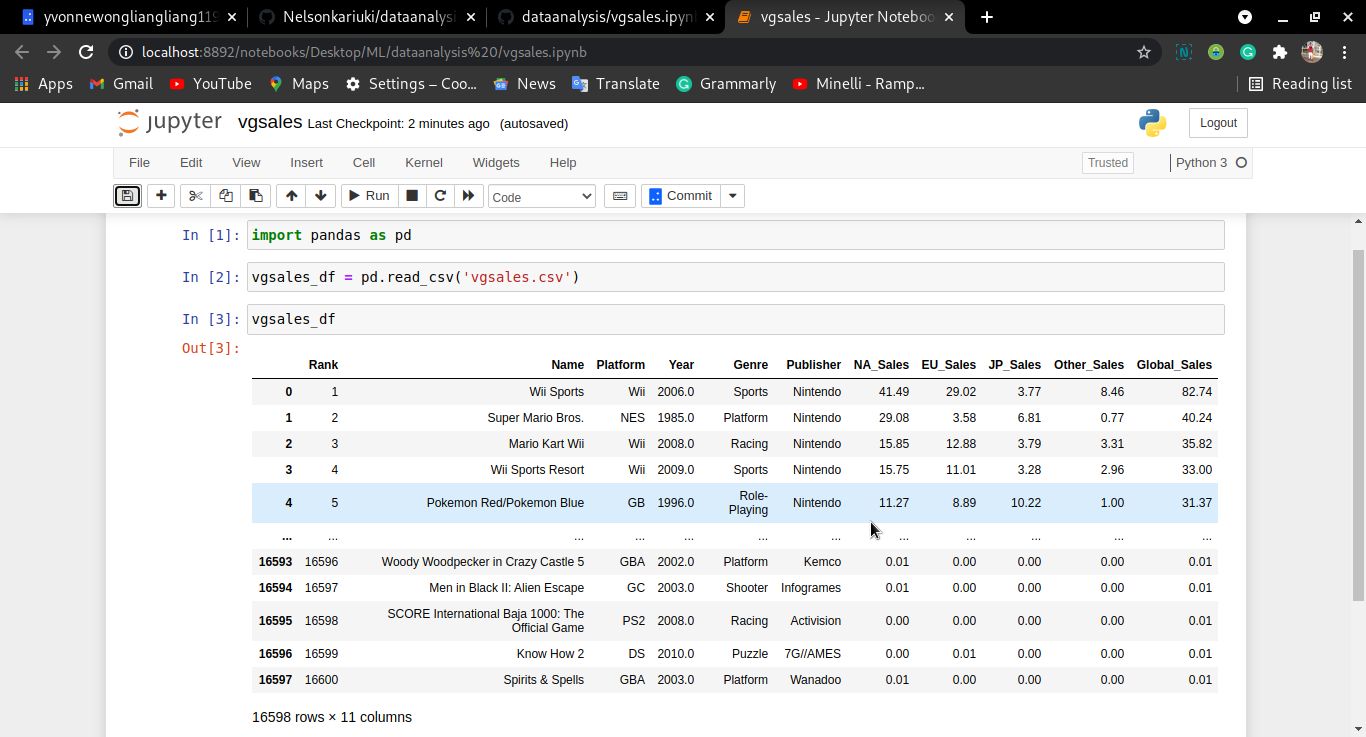 yvonnewongliangliang119
Nelsonkariuki/dataanalysi
dataanalysis/vgsales.ipyn
vgsales - Jupyter Noteboo
localhost:8892/notebooks/Desktop/ML/dataanalysis%20/vgsales.ipynb
Apps Gmail YouTube Maps Settings – Coo... News Translate Grammarly Minelli - Ramp... Reading list
jupyter vgsales Last Checkpoint: 2 minutes ago (autosaved) Logout
File Edit View Insert Cell Kernel Widgets Help Trusted Python 3
Run Code Commit
In [1]: import pandas as pd
In [2]: vgsales_df = pd.read_csv('vgsales.csv')
In [3]: vgsales_df
Out[3]:
Rank Name Platform Year Genre Publisher NA_Sales EU_Sales JP_Sales Other_Sales Global_Sales
0 1 Wii Sports Wii 2006.0 Sports Nintendo 41.49 29.02 3.77 8.46 82.74
1 2 Super Mario Bros. NES 1985.0 Platform Nintendo 29.08 3.58 6.81 0.77 40.24
2 3 Mario Kart Wii Wii 2008.0 Racing Nintendo 15.85 12.88 3.79 3.31 35.82
3 4 Wii Sports Resort Wii 2009.0 Sports Nintendo 15.75 11.01 3.28 2.96 33.00
4 5 Pokemon Red/Pokemon Blue GB 1996.0 Role-
Playing Nintendo 11.27 8.89 10.22 1.00 31.37
... ... ... ... ... ... ... ... ... ... ... ...
16593 16596 Woody Woodpecker in Crazy Castle 5 GBA 2002.0 Platform Kemco 0.01 0.00 0.00 0.00 0.01
16594 16597 Men in Black II: Alien Escape GC 2003.0 Shooter Infogrames 0.01 0.00 0.00 0.00 0.01
16595 16598 SCORE International Baja 1000: The
Official Game PS2 2008.0 Racing Activision 0.00 0.00 0.00 0.00 0.01
16596 16599 Know How 2 DS 2010.0 Puzzle 7G//AMES 0.00 0.01 0.00 0.00 0.01
16597 16600 Spirits & Spells GBA 2003.0 Platform Wanadoo 0.01 0.00 0.00 0.00 0.01
16598 rows × 11 columns